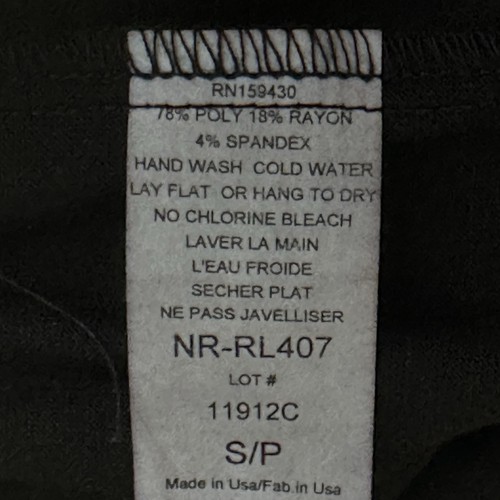 RN159430
78% POLY 18% RAYON
4% SPANDEX
HAND WASH COLD WATER
LAY FLAT OR HANG TO DRY
NO CHLORINE BLEACH
LAVER LA MAIN
L'EAU FROIDE
SECHER PLAT
NE PASS JAVELLISER
NR-RL407
LOT #
11912C
S/P
Made in Usa/Fab.in Usa